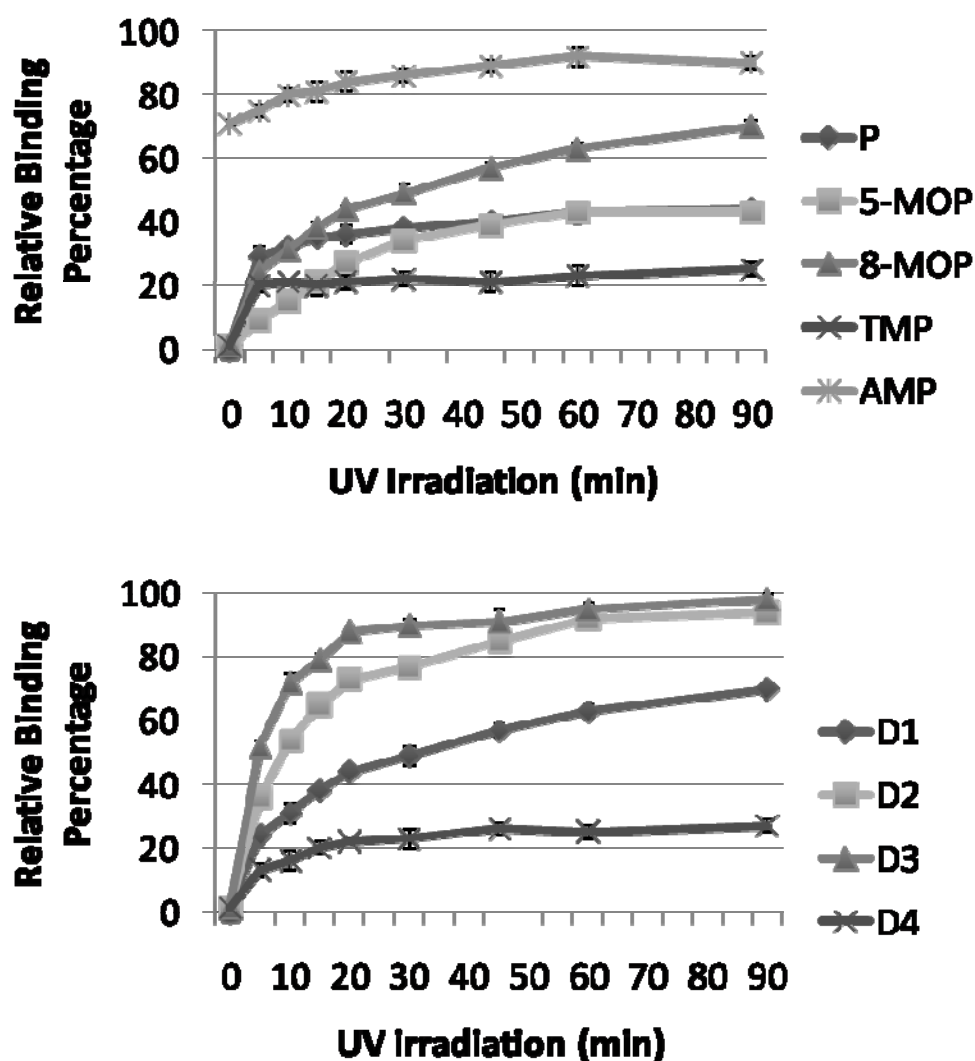 Relative Binding
Percentage
100
80
60
40
20
0
0 10 20 30 40 50 60 70 80 90
UV Irradiation (min)
P
5-MOP
8-MOP
TMP
AMP
Relative Binding
Percentage
100
80
60
40
20
0
0 10 20 30 40 50 60 70 80 90
UV irradiation (min)
D1
D2
D3
D4